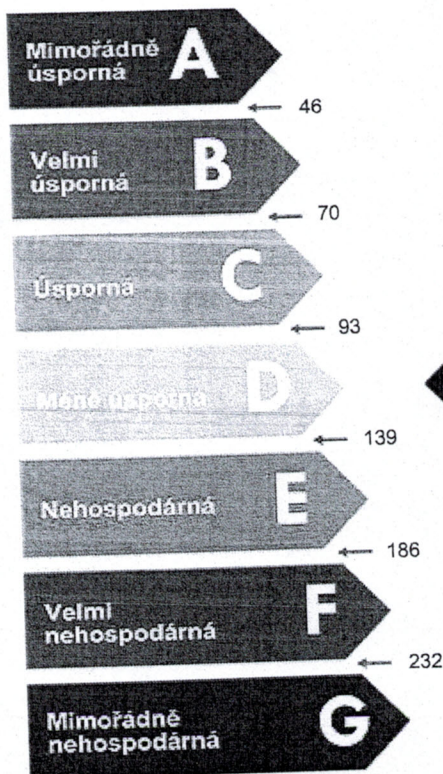 Mimořádně
úsporná
A
46
Velmi
úsporná
B
70
Úsporná
C
93
Méně úsporná
D
139
Nehospodárná
E
186
Velmi
nehospodárná
F
232
Mimořádně
nehospodárná
G